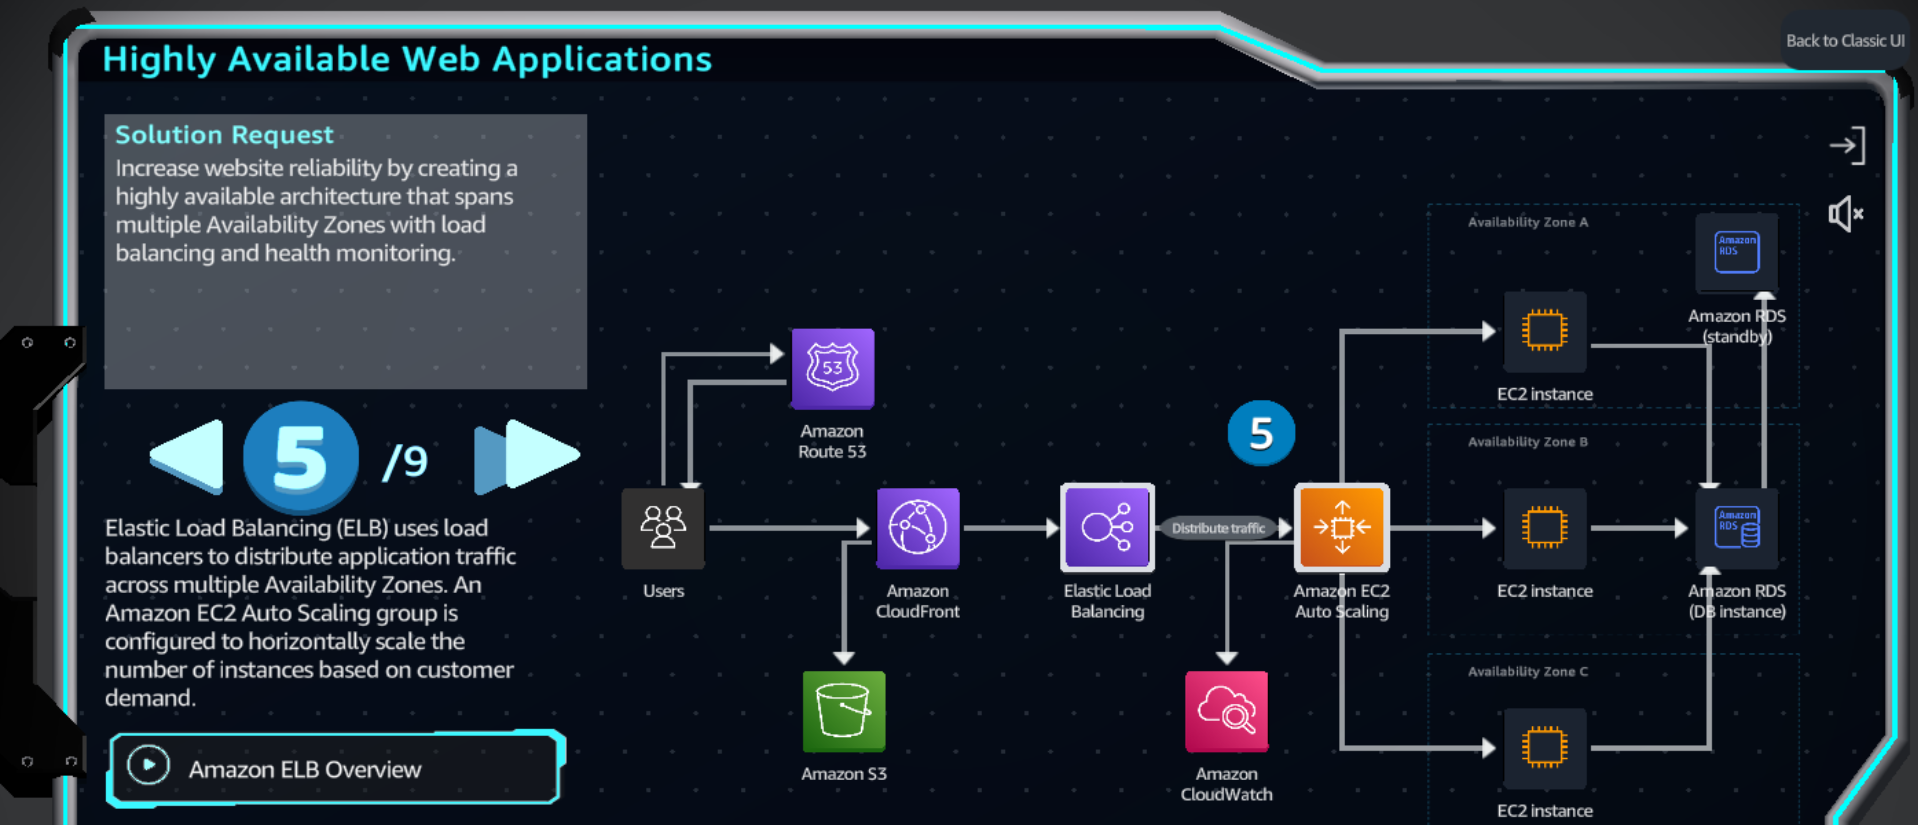 Back to Classic UI
Highly Available Web Applications
Solution Request
Increase website reliability by creating a
highly available architecture that spans
multiple Availability Zones with load
balancing and health monitoring.
5
/9
Elastic Load Balancing (ELB) uses load
balancers to distribute application traffic
across multiple Availability Zones. An
Amazon EC2 Auto Scaling group is
configured to horizontally scale the
number of instances based on customer
demand.
Amazon ELB Overview
53
Amazon
Route 53
Users
Amazon
CloudFront
Amazon S3
Elastic Load
Balancing
5
Distribute traffic
Amazon EC2
Auto Scaling
Amazon
CloudWatch
Availability Zone A
EC2 instance
Amazon
RDS
Amazon RDS
(standby)
Availability Zone B
EC2 instance
Amazon
RDS
Amazon RDS
(DB instance)
Availability Zone C
EC2 instance